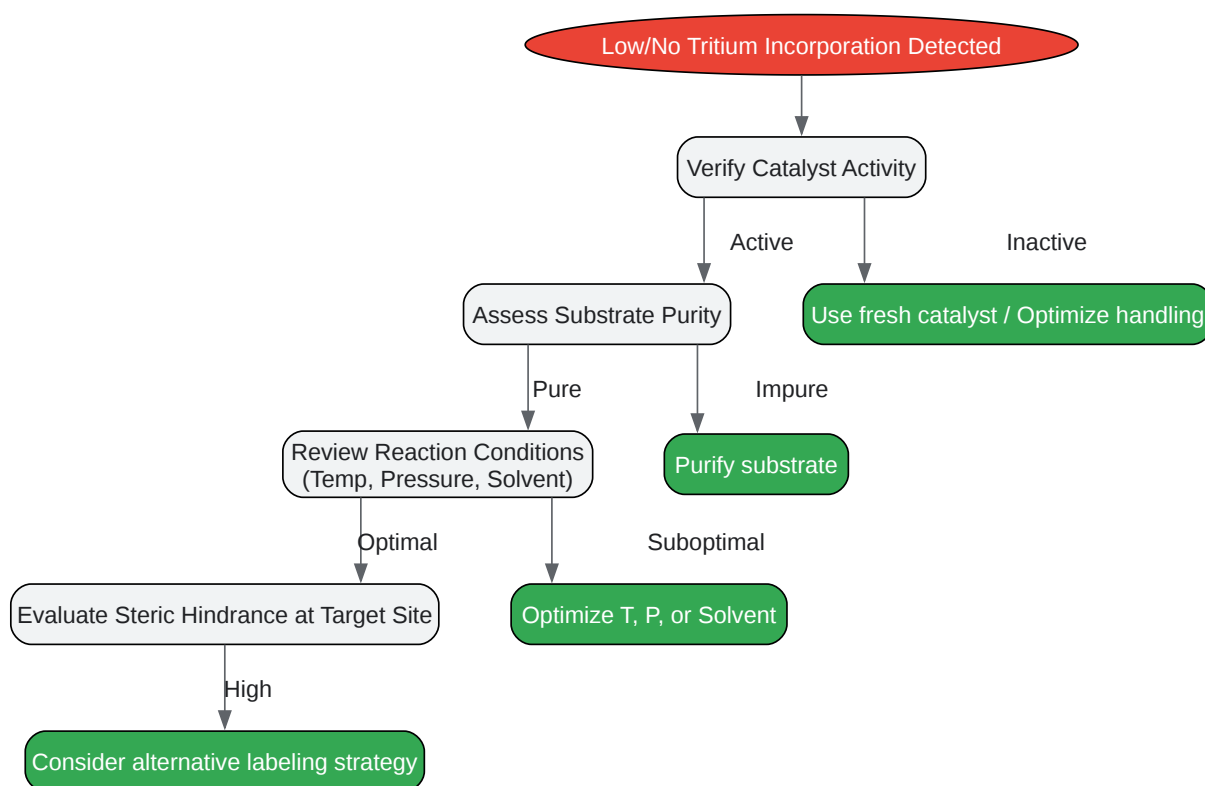 Low/No Tritium Incorporation Detected
Verify Catalyst Activity
Active
Inactive
Assess Substrate Purity
Use fresh catalyst / Optimize handling
Pure
Impure
Review Reaction Conditions
(Temp, Pressure, Solvent)
Purify substrate
Optimal
Suboptimal
Evaluate Steric Hindrance at Target Site
Optimize T, P, or Solvent
High
Consider alternative labeling strategy